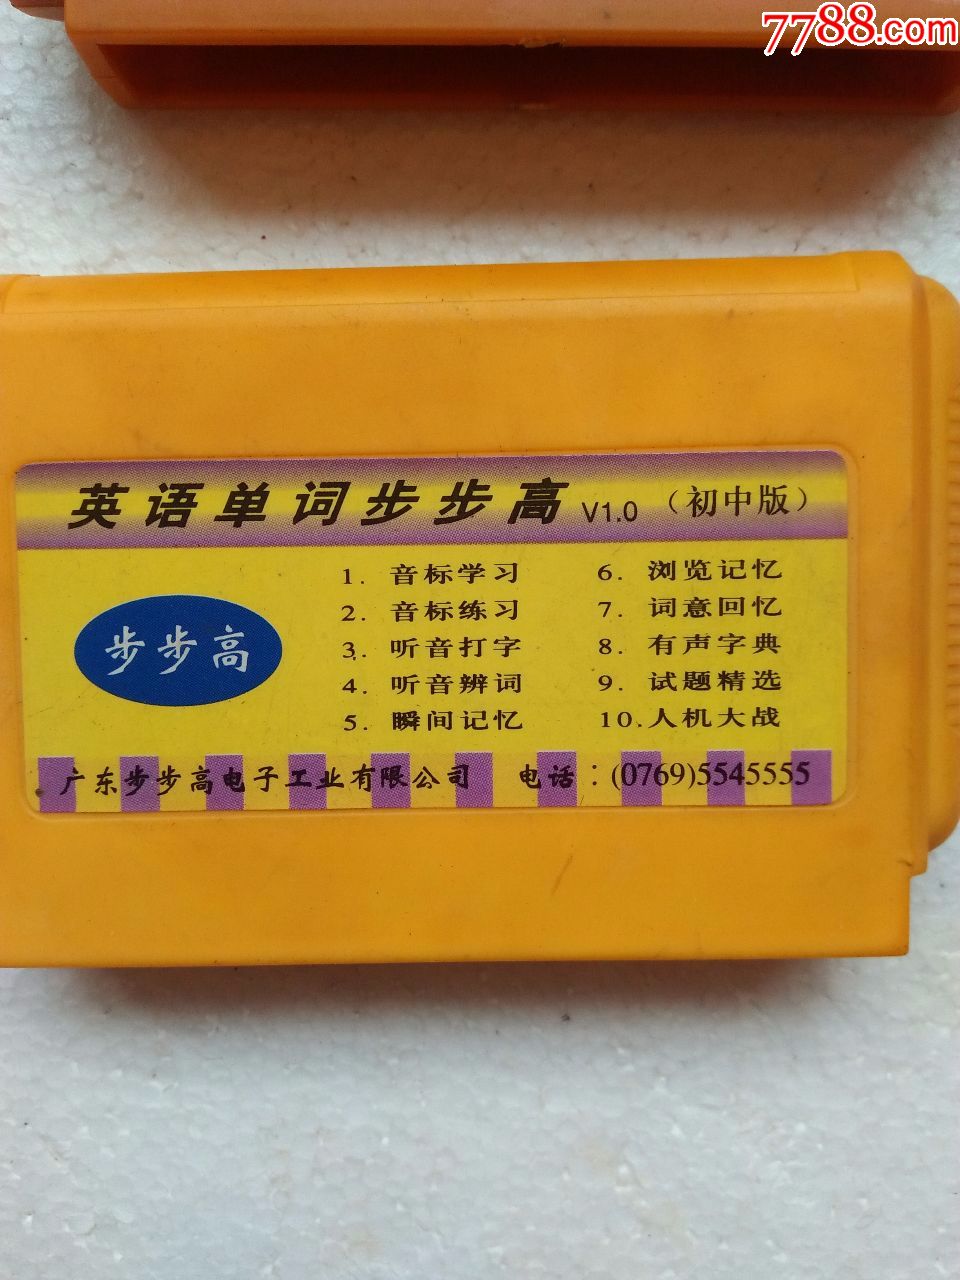 7788.com
英语单词步步高 V1.0 （初中版）
步步高
1. 音标学习
2. 音标练习
3. 听音打字
4. 听音辨词
5. 瞬间记忆
6. 浏览记忆
7. 词意回忆
8. 有声字典
9. 试题精选
10.人机大战
广东步步高电子工业有限公司 电话：(0769)5545555